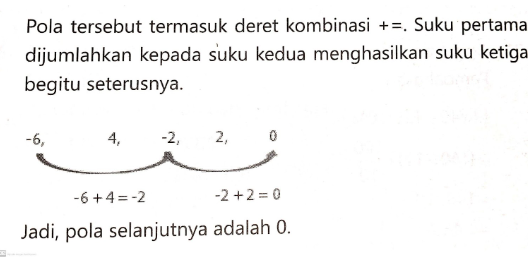 Pola tersebut termasuk deret kombinasi +=. Suku pertama
dijumlahkan kepada suku kedua menghasilkan suku ketiga
begitu seterusnya.
-6, 4, -2, 2, 0
-6 + 4 = -2 -2 + 2 = 0
Jadi, pola selanjutnya adalah 0.